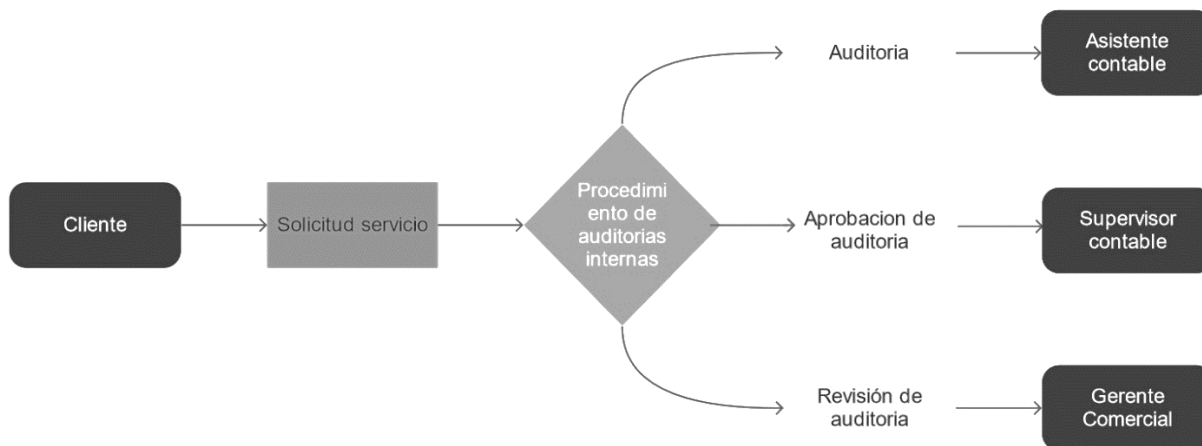 Auditoria
Asistente
contable
Cliente
Solicitud servicio
Procedimi
ento de
auditorias
internas
Aprobacion de
auditoria
Supervisor
contable
Revisión de
auditoria
Gerente
Comercial